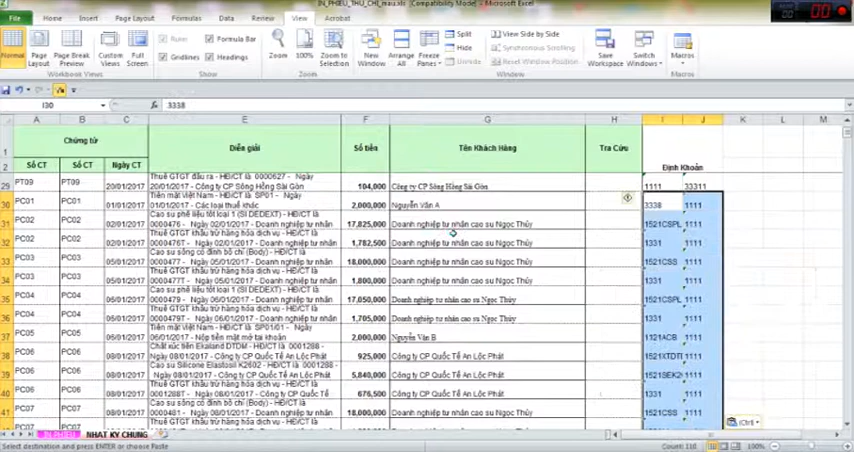 IN_PHIEU_THU_CHI_mau.xls [Compatibility Mode] - Microsoft Excel
File Home Insert Page Layout Formulas Data Review View Acrobat
Normal Page Layout Page Break Preview Custom Views Full Screen
Workbook Views
Ruler Formula Bar
Gridlines Headings
Show
Zoom 100% Zoom to Selection
Zoom
New Window Arrange All Freeze Panes
Split
Hide
View Side by Side
Synchronous Scrolling
Reset Window Position
Window
Save Workspace Switch Windows
Macros
Macros
I30 fx 3338
A B C E F G H I J K L M
1 Chứng từ Diễn giải Số tiền Tên Khách Hàng Tra Cứu
2 Số CT Số CT Ngày CT Định Khoản
29 PT09 PT09 20/01/2017 Thuế GTGT đầu ra - HĐ/CT là 0000627 - Ngày
20/01/2017 - Công ty CP Sông Hồng Sài Gòn 104,000 Công ty CP Sông Hồng Sài Gòn 1111 33311
30 PC01 PC01 01/01/2017 Tiền mặt Việt Nam - HĐ/CT là SP01 - Ngày
01/01/2017 - Các loại thuế khác 2,000,000 Nguyễn Văn A 3338 1111
31 PC02 PC02 02/01/2017 Cao su phế liệu tốt loại 1 (SI DEDEXT) - HĐ/CT là
0000476 - Ngày 02/01/2017 - Doanh nghiệp tư nhân 17,825,000 Doanh nghiệp tư nhân cao su Ngọc Thủy 1521CSPL 1111
32 PC02 PC02 02/01/2017 Thuế GTGT khấu trừ hàng hóa dịch vụ - HĐ/CT là
0000476T - Ngày 02/01/2017 - Doanh nghiệp tư nhân 1,782,500 Doanh nghiệp tư nhân cao su Ngọc Thủy 1331 1111
33 PC03 PC03 05/01/2017 Cao su sống có đính bố chỉ (Body) - HĐ/CT là
0000477 - Ngày 05/01/2017 - Doanh nghiệp tư nhân 18,000,000 Doanh nghiệp tư nhân cao su Ngọc Thủy 1521CSS 1111
34 PC03 PC03 05/01/2017 Thuế GTGT khấu trừ hàng hóa dịch vụ - HĐ/CT là
0000477T - Ngày 05/01/2017 - Doanh nghiệp tư nhân 1,800,000 Doanh nghiệp tư nhân cao su Ngọc Thủy 1331 1111
35 PC04 PC04 06/01/2017 Cao su phế liệu tốt loại 1 (SI DEDEXT) - HĐ/CT là
0000479 - Ngày 06/01/2017 - Doanh nghiệp tư nhân 17,050,000 Doanh nghiệp tư nhân cao su Ngọc Thủy 1521CSPL 1111
36 PC04 PC04 06/01/2017 Thuế GTGT khấu trừ hàng hóa dịch vụ - HĐ/CT là
0000479T - Ngày 06/01/2017 - Doanh nghiệp tư nhân 1,705,000 Doanh nghiệp tư nhân cao su Ngọc Thủy 1331 1111
37 PC05 PC05 06/01/2017 Tiền mặt Việt Nam - HĐ/CT là SP01/01 - Ngày
06/01/2017 - Nộp tiền mặt mở tài khoản 2,000,000 Nguyễn Văn B 1121ACB 1111
38 PC06 PC06 08/01/2017 Chất xúc tiến Ekaland DTDM - HĐ/CT là 0001288 -
Ngày 08/01/2017 - Công ty CP Quốc Tế An Lộc Phát 925,000 Công ty CP Quốc Tế An Lộc Phát 1111
39 PC06 PC06 08/01/2017 Cao su Silicone Elastosil K2602 - HĐ/CT là 0001288
- Ngày 08/01/2017 - Công ty CP Quốc Tế An Lộc Phát 5,840,000 Công ty CP Quốc Tế An Lộc Phát 1111
40 PC06 PC06 08/01/2017 Thuế GTGT khấu trừ hàng hóa dịch vụ - HĐ/CT là
0001288T - Ngày 08/01/2017 - Công ty CP Quốc Tế 676,500 Công ty CP Quốc Tế An Lộc Phát 1331 1111
41 PC07 PC07 08/01/2017 Cao su sống có đính bố chỉ (Body) - HĐ/CT là
0000481 - Ngày 08/01/2017 - Doanh nghiệp tư nhân 18,000,000 Doanh nghiệp tư nhân cao su Ngọc Thủy 1521CSS 1111
PC07 PC07 Thuế GTGT khấu trừ hàng hóa dịch vụ - HĐ/CT là
(Ctrl)
IN_PHIEU NHAT KY CHUNG
Select destination and press ENTER or choose Paste Count: 110 100%